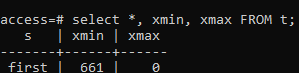 access=# select *, xmin, xmax FROM t;
   s   | xmin | xmax
-------+------+------
 first |  661 |    0